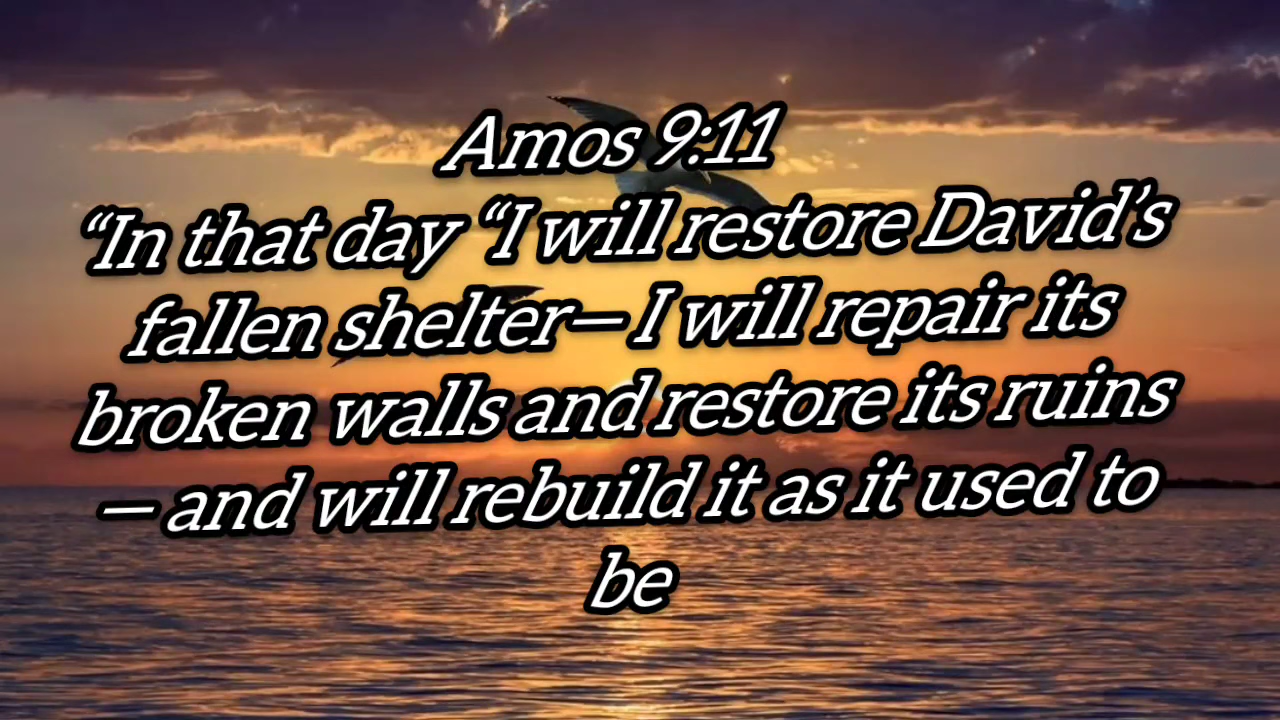 Amos 9:11
“In that day “I will restore David’s
fallen shelter— I will repair its
broken walls and restore its ruins
— and will rebuild it as it used to
be